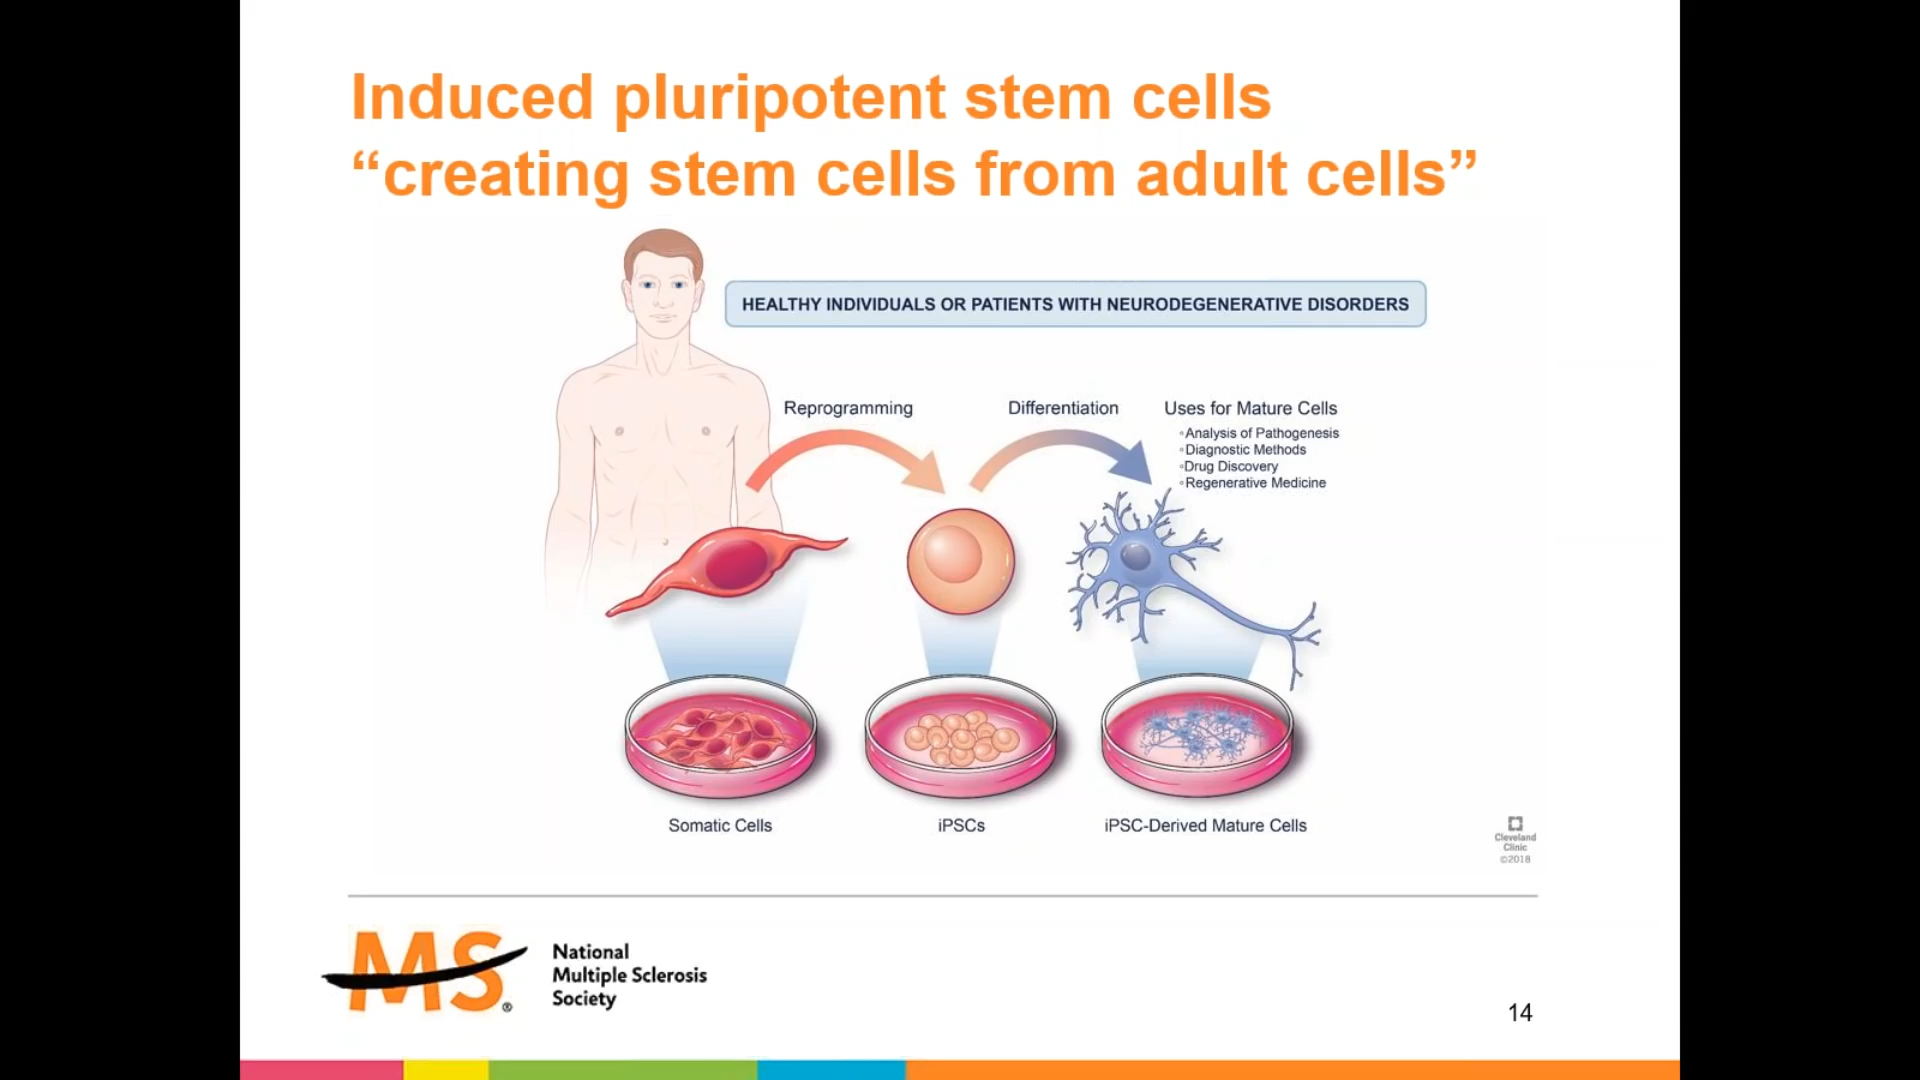 Induced pluripotent stem cells
“creating stem cells from adult cells”
HEALTHY INDIVIDUALS OR PATIENTS WITH NEURODEGENERATIVE DISORDERS
Reprogramming
Differentiation
Uses for Mature Cells
◦Analysis of Pathogenesis
◦Diagnostic Methods
◦Drug Discovery
◦Regenerative Medicine
Somatic Cells
iPSCs
iPSC-Derived Mature Cells
Cleveland
Clinic
©2018
MS®
National
Multiple Sclerosis
Society
14